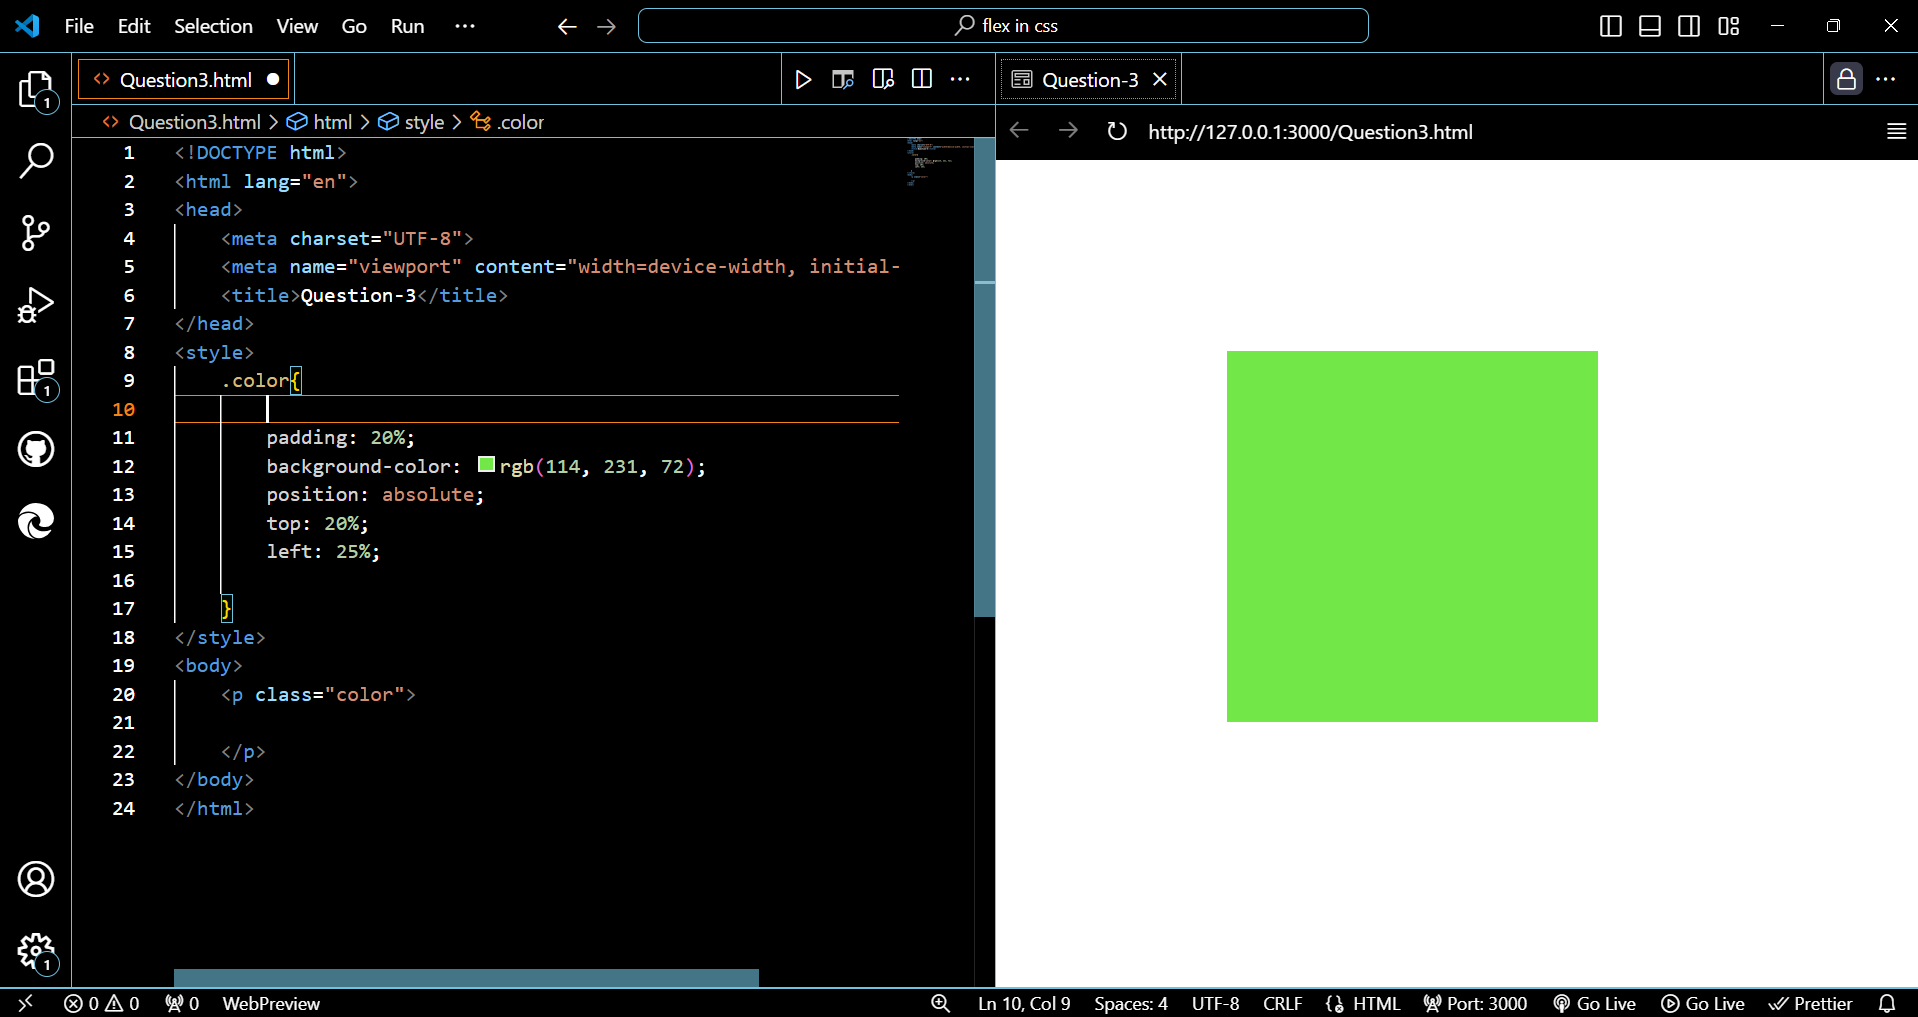 File Edit Selection View Go Run ··· flex in css
Question3.html Question-3
Question3.html > html > style > .color
http://127.0.0.1:3000/Question3.html
1 <!DOCTYPE html>
2 <html lang="en">
3 <head>
4 <meta charset="UTF-8">
5 <meta name="viewport" content="width=device-width, initial-
6 <title>Question-3</title>
7 </head>
8 <style>
9 .color{
10
11 padding: 20%;
12 background-color: rgb(114, 231, 72);
13 position: absolute;
14 top: 20%;
15 left: 25%;
16
17 }
18 </style>
19 <body>
20 <p class="color">
21
22 </p>
23 </body>
24 </html>
1
1
1
0 0 0 WebPreview Ln 10, Col 9 Spaces: 4 UTF-8 CRLF HTML Port: 3000 Go Live Go Live Prettier